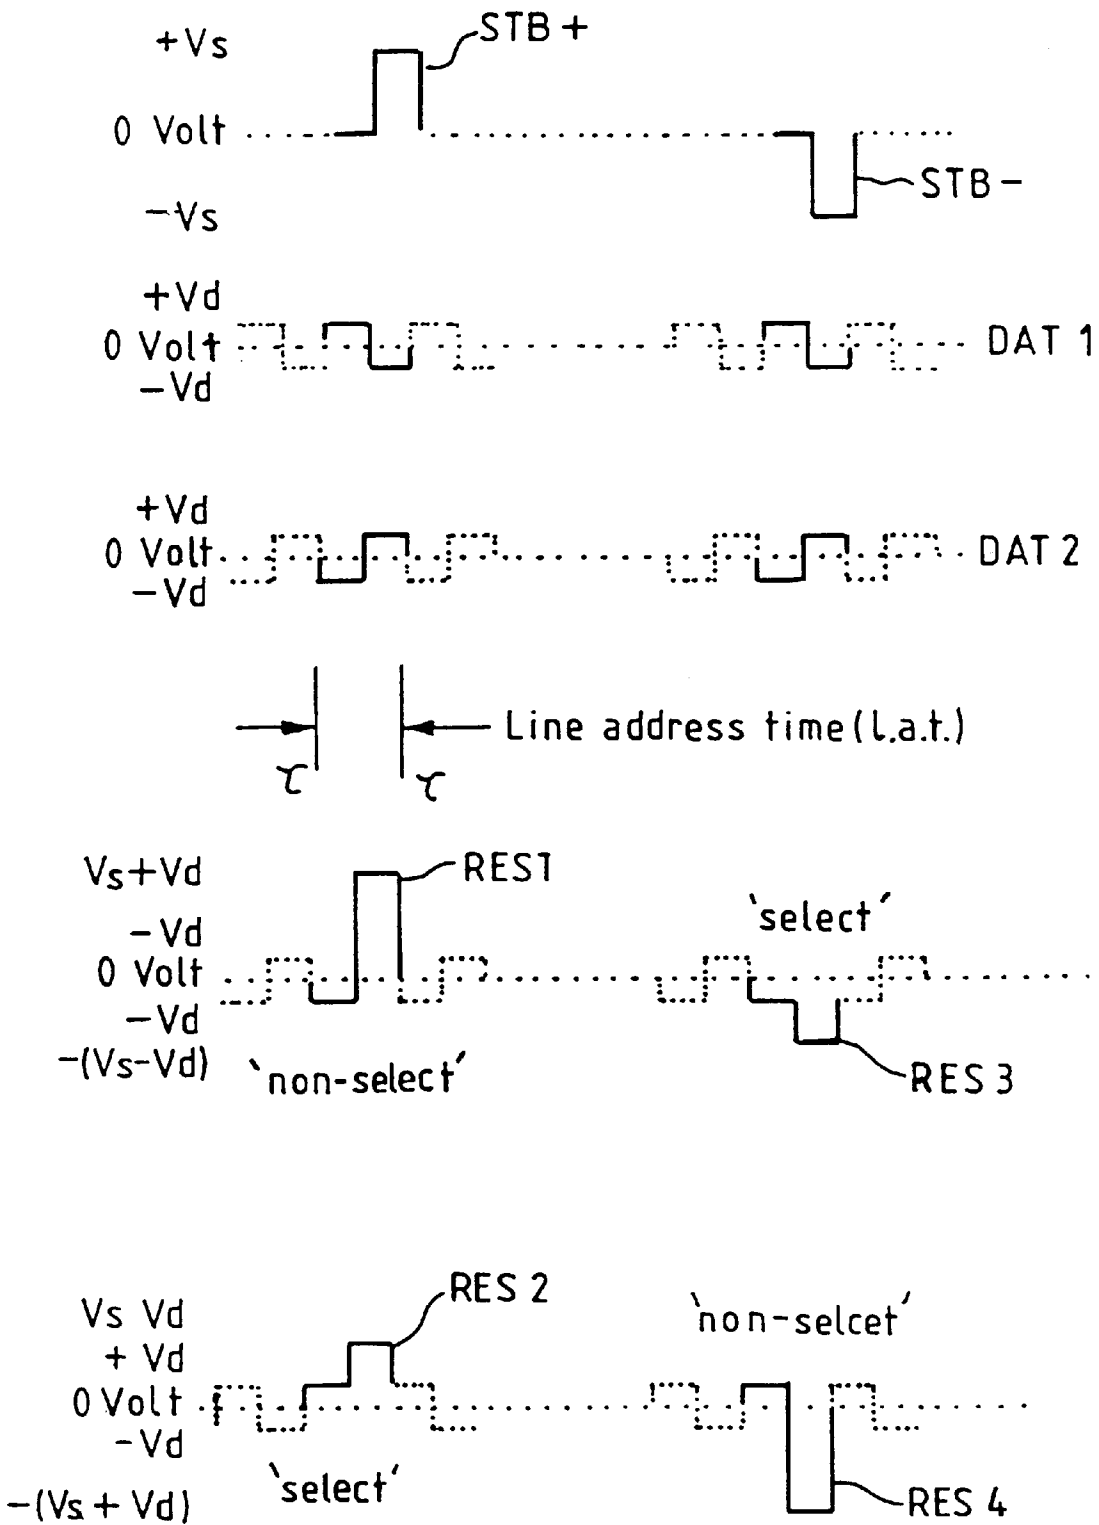 +Vs
STB+
0 Volt
STB-
-Vs
+Vd
0 Volt
DAT 1
-Vd
+Vd
0 Volt
DAT 2
-Vd
Line address time (l.a.t.)
τ τ
Vs+Vd
RES1
-Vd
'select'
0 Volt
-Vd
-(Vs-Vd)
'non-select'
RES 3
Vs Vd
RES 2
'non-selcet'
+ Vd
0 Volt
-Vd
'select'
-(Vs + Vd)
RES 4